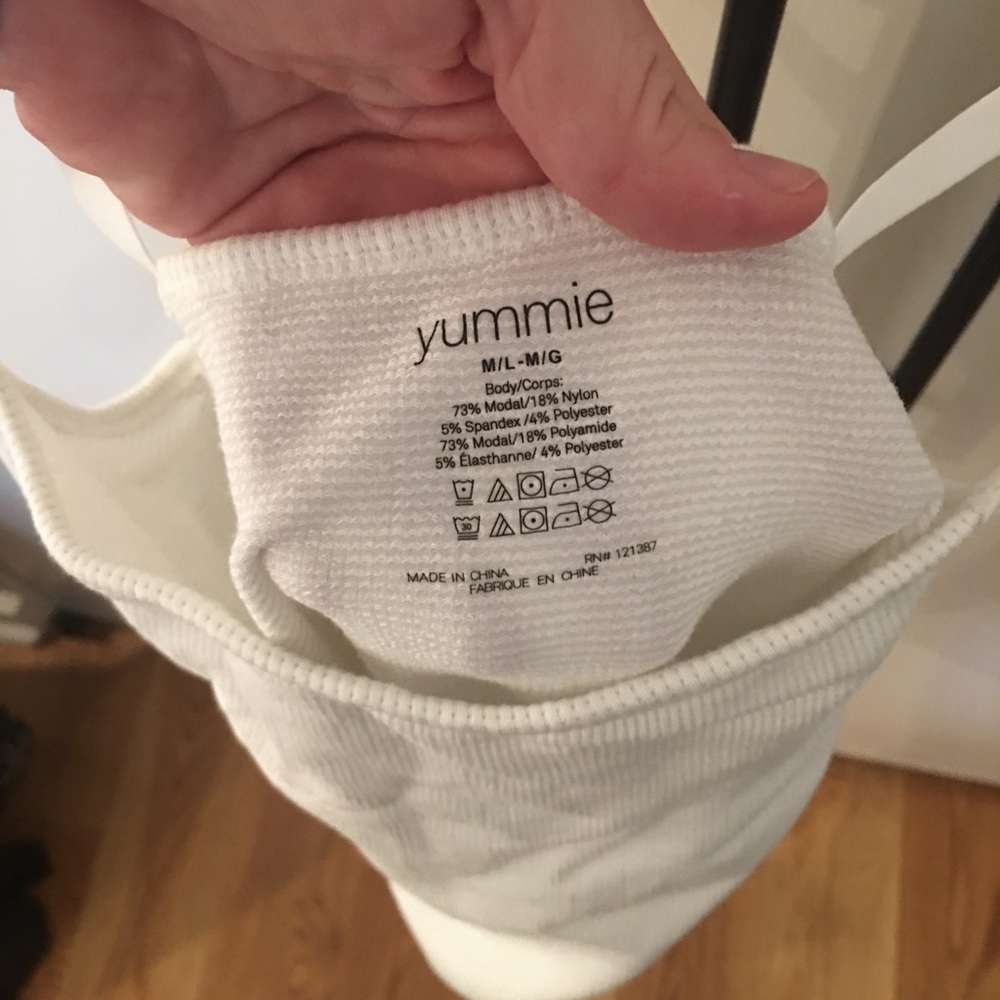 yummie
M/L-M/G
Body/Corps:
73% Modal/18% Nylon
5% Spandex /4% Polyester
73% Modal/18% Polyamide
5% Élasthanne/ 4% Polyester
30
RN# 121387
MADE IN CHINA
FABRIQUE EN CHINE